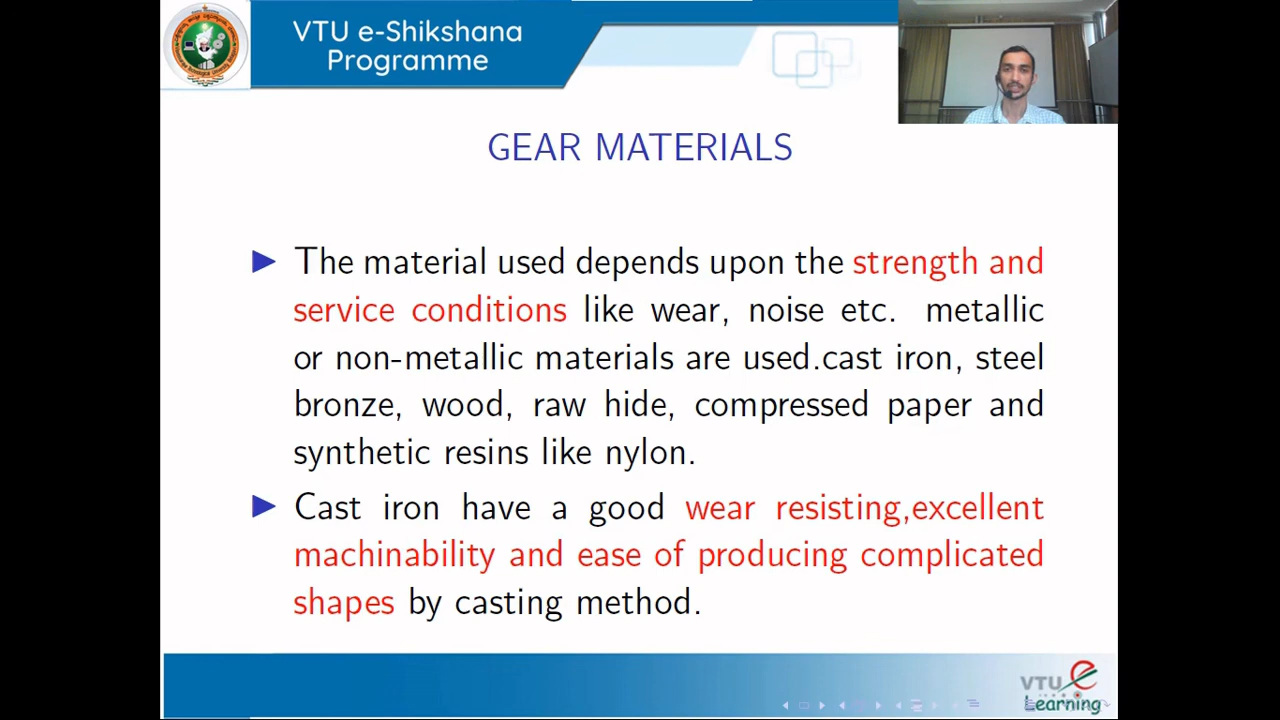 VTU e-Shikshana
Programme
GEAR MATERIALS
The material used depends upon the strength and
service conditions like wear, noise etc. metallic
or non-metallic materials are used.cast iron, steel
bronze, wood, raw hide, compressed paper and
synthetic resins like nylon.
Cast iron have a good wear resisting,excellent
machinability and ease of producing complicated
shapes by casting method.
VTU e
Learning